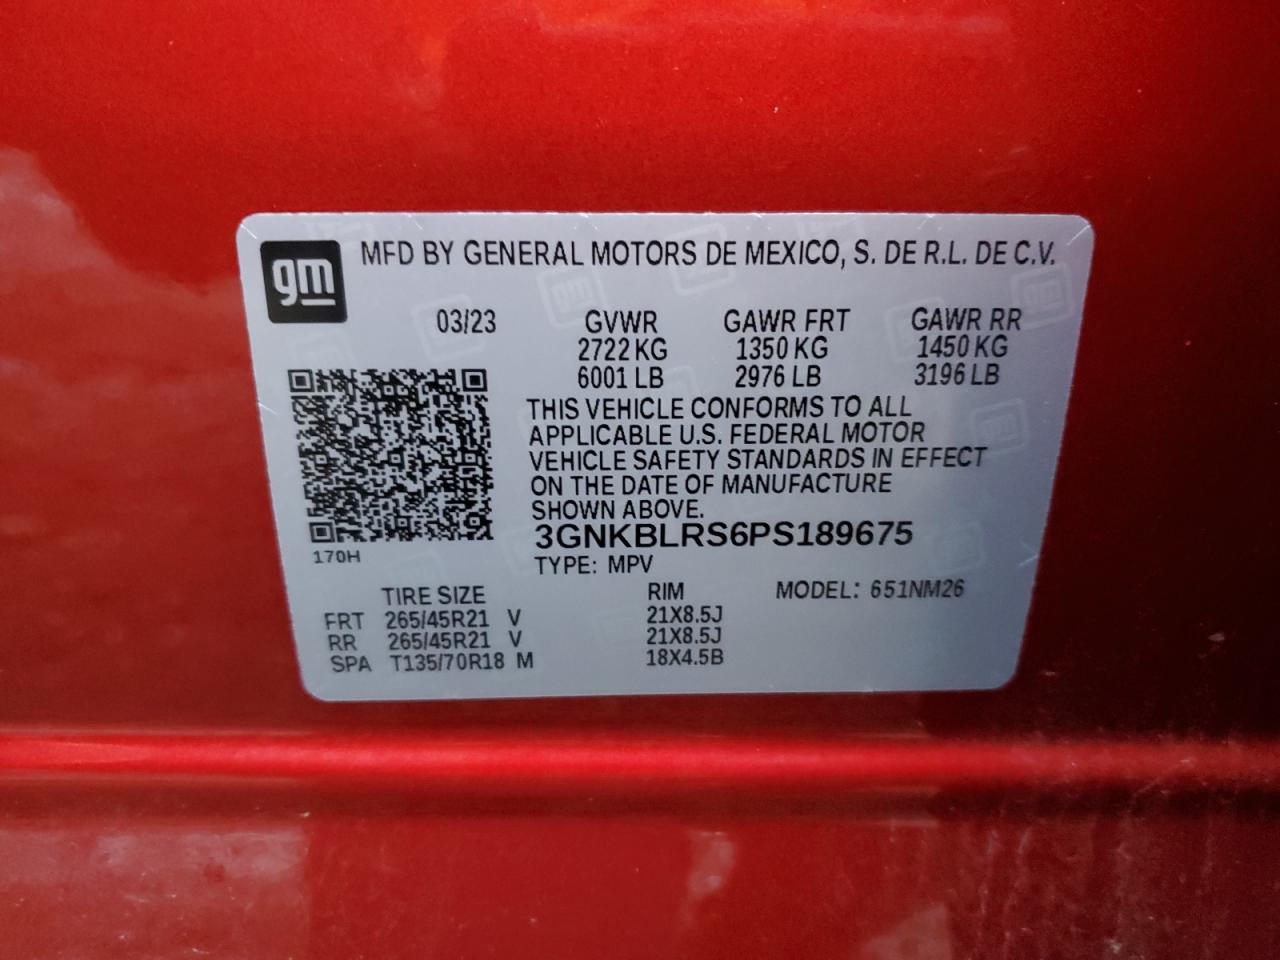 gm
MFD BY GENERAL MOTORS DE MEXICO, S. DE R.L. DE C.V.
03/23 GVWR GAWR FRT GAWR RR
2722 KG 1350 KG 1450 KG
6001 LB 2976 LB 3196 LB
THIS VEHICLE CONFORMS TO ALL
APPLICABLE U.S. FEDERAL MOTOR
VEHICLE SAFETY STANDARDS IN EFFECT
ON THE DATE OF MANUFACTURE
SHOWN ABOVE.
3GNKBLRS6PS189675
170H
TYPE: MPV
TIRE SIZE RIM MODEL: 651NM26
FRT 265/45R21 V 21X8.5J
RR 265/45R21 V 21X8.5J
SPA T135/70R18 M 18X4.5B